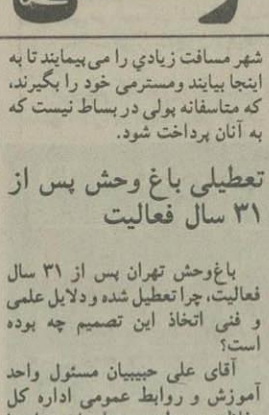 شهر مسافت زیادي را می‌پیمایند تا به
اینجا بیایند ومسترمی خود را بگیرند،
که متاسفانه پولی در بساط نیست که
به آنان پرداخت شود.
تعطیلی باغ وحش پس از
۳۱ سال فعالیت
باغ‌وحش تهران پس از ۳۱ سال
فعالیت، چرا تعطیل شده و دلایل علمی
و فنی اتخاذ این تصمیم چه بوده
است؟
آقای علی حبیبیان مسئول واحد
آموزش و روابط عمومی اداره کل